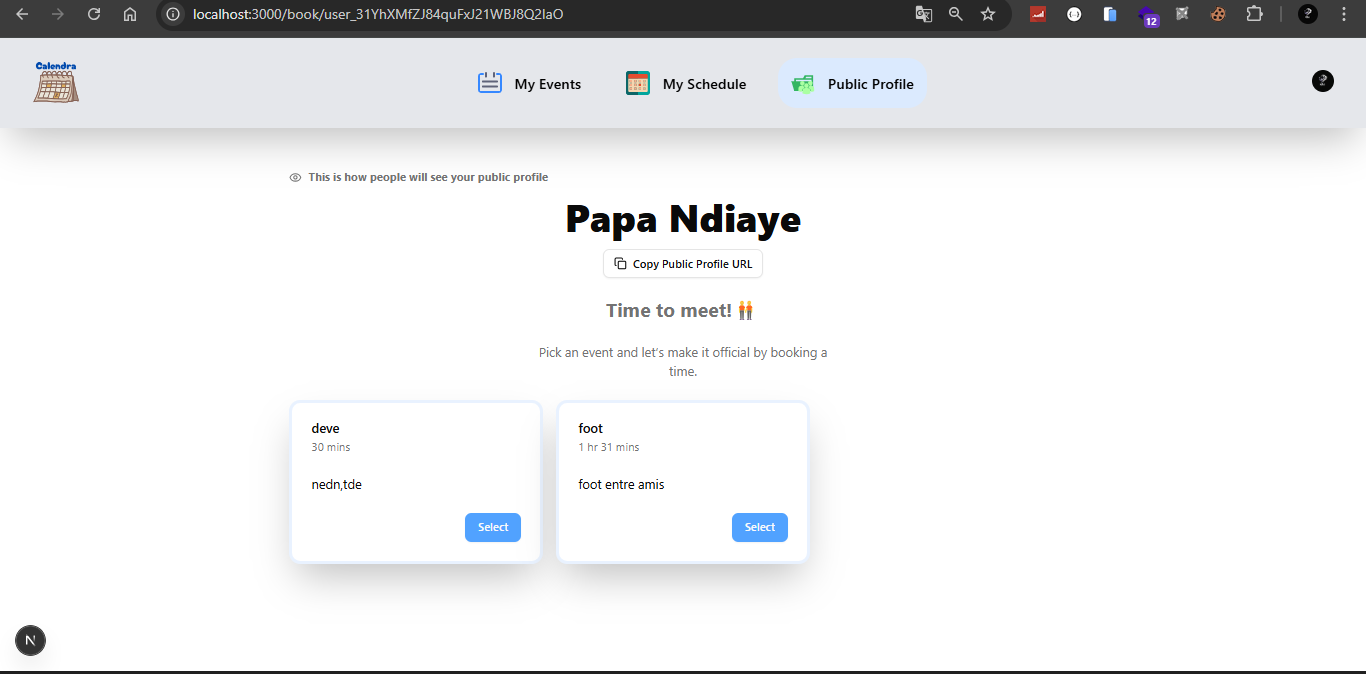 localhost:3000/book/user_31YhXMfZJ84quFxJ21WBJ8Q2IaO
12
Calendra
My Events
My Schedule
Public Profile
This is how people will see your public profile
Papa Ndiaye
Copy Public Profile URL
Time to meet! 🧑‍🤝‍🧑
Pick an event and let's make it official by booking a
time.
deve
30 mins
nedn,tde
Select
foot
1 hr 31 mins
foot entre amis
Select
N